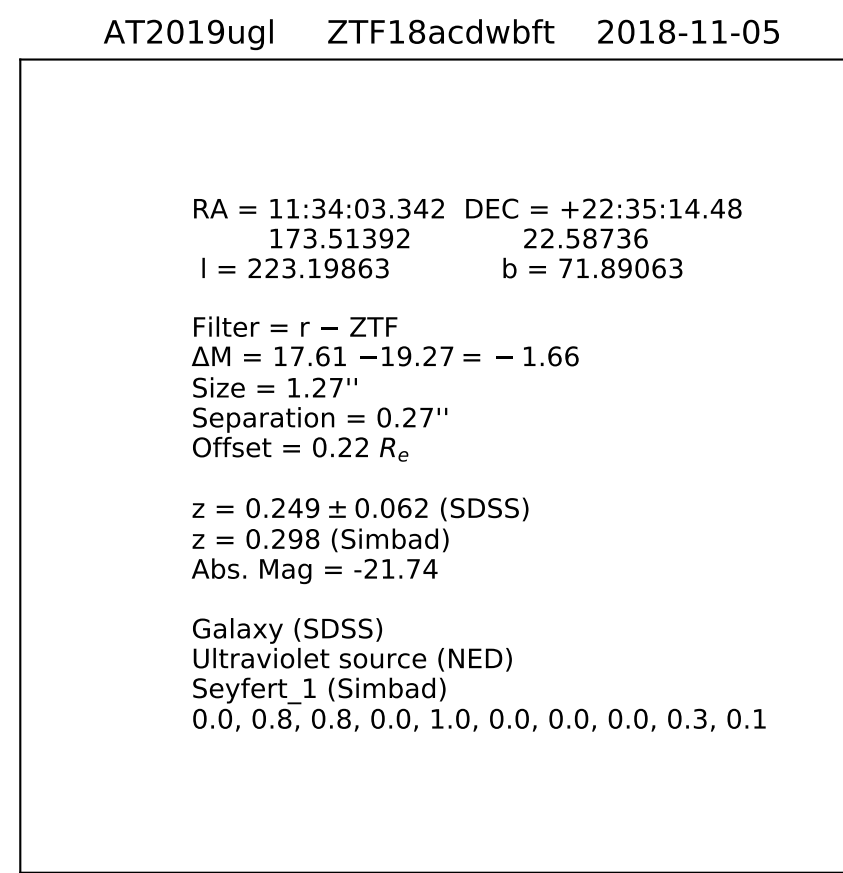 AT2019ugl ZTF18acdwbft 2018-11-05
RA = 11:34:03.342 DEC = +22:35:14.48
173.51392 22.58736
l = 223.19863 b = 71.89063
Filter = r − ZTF
ΔM = 17.61 −19.27 = − 1.66
Size = 1.27''
Separation = 0.27''
Offset = 0.22 Rₑ
z = 0.249 ± 0.062 (SDSS)
z = 0.298 (Simbad)
Abs. Mag = -21.74
Galaxy (SDSS)
Ultraviolet source (NED)
Seyfert_1 (Simbad)
0.0, 0.8, 0.8, 0.0, 1.0, 0.0, 0.0, 0.0, 0.3, 0.1